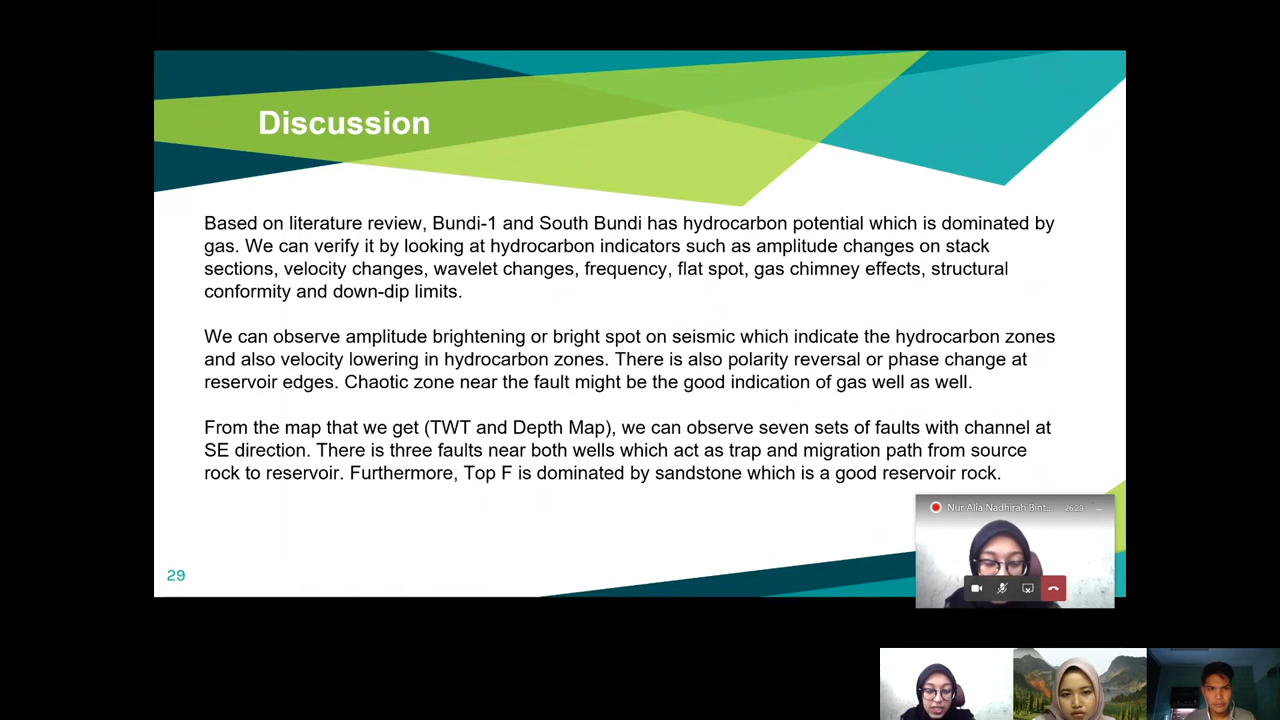 Discussion
Based on literature review, Bundi-1 and South Bundi has hydrocarbon potential which is dominated by
gas. We can verify it by looking at hydrocarbon indicators such as amplitude changes on stack
sections, velocity changes, wavelet changes, frequency, flat spot, gas chimney effects, structural
conformity and down-dip limits.
We can observe amplitude brightening or bright spot on seismic which indicate the hydrocarbon zones
and also velocity lowering in hydrocarbon zones. There is also polarity reversal or phase change at
reservoir edges. Chaotic zone near the fault might be the good indication of gas well as well.
From the map that we get (TWT and Depth Map), we can observe seven sets of faults with channel at
SE direction. There is three faults near both wells which act as trap and migration path from source
rock to reservoir. Furthermore, Top F is dominated by sandstone which is a good reservoir rock.
Nur Alia Nadhirah Bint... 26:28
29